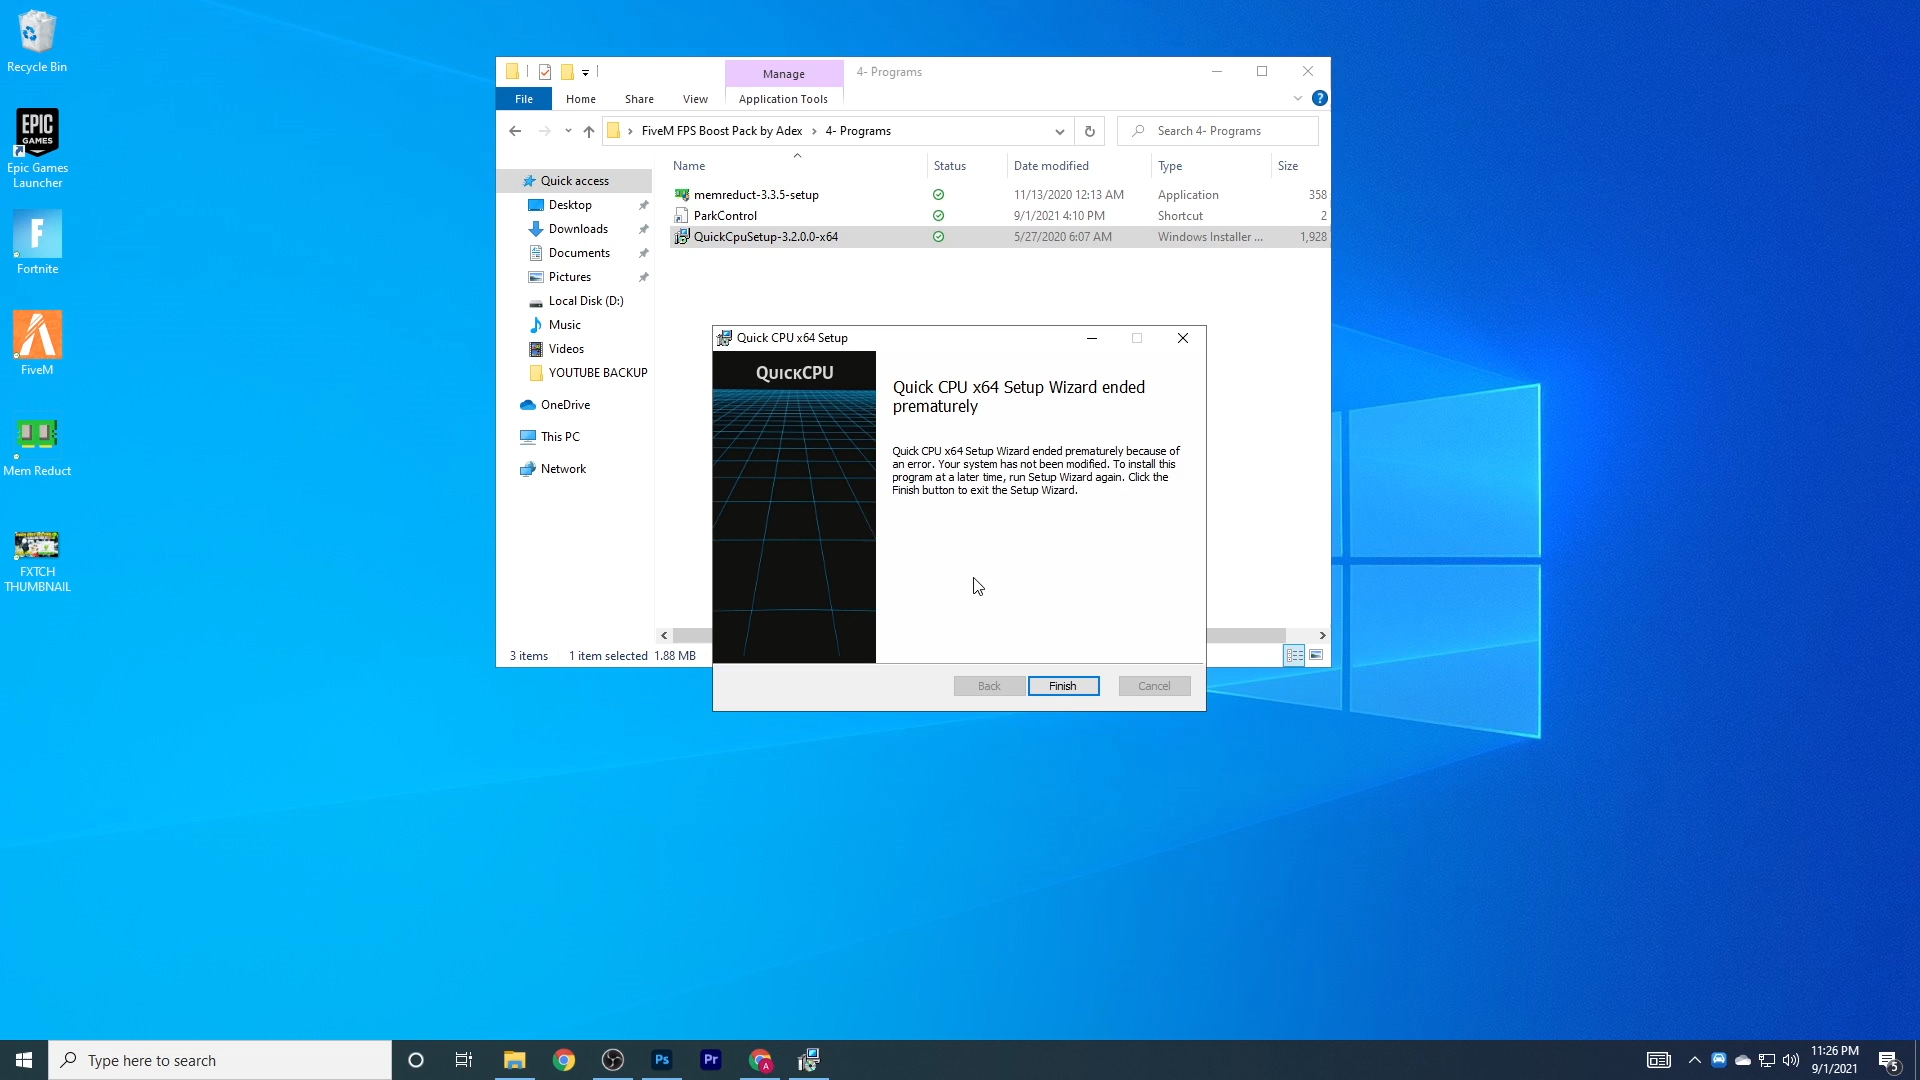 Recycle Bin
Epic Games
Launcher
EPIC
GAMES
Fortnite
FiveM
Mem Reduct
FXTCH
THUMBNAIL
Manage
4- Programs
File
Home
Share
View
Application Tools
FiveM FPS Boost Pack by Adex
4- Programs
Search 4- Programs
Name
Status
Date modified
Type
Size
memreduct-3.3.5-setup
11/13/2020 12:13 AM
Application
358
ParkControl
9/1/2021 4:10 PM
Shortcut
2
QuickCpuSetup-3.2.0.0-x64
5/27/2020 6:07 AM
Windows Installer ...
1,928
Quick access
Desktop
Downloads
Documents
Pictures
Local Disk (D:)
Music
Videos
YOUTUBE BACKUP
OneDrive
This PC
Network
3 items
1 item selected 1.88 MB
Quick CPU x64 Setup
QUICKCPU
Quick CPU x64 Setup Wizard ended
prematurely
Quick CPU x64 Setup Wizard ended prematurely because of
an error. Your system has not been modified. To install this
program at a later time, run Setup Wizard again. Click the
Finish button to exit the Setup Wizard.
Back
Finish
Cancel
Type here to search
Ps
Pr
A
11:26 PM
9/1/2021
5